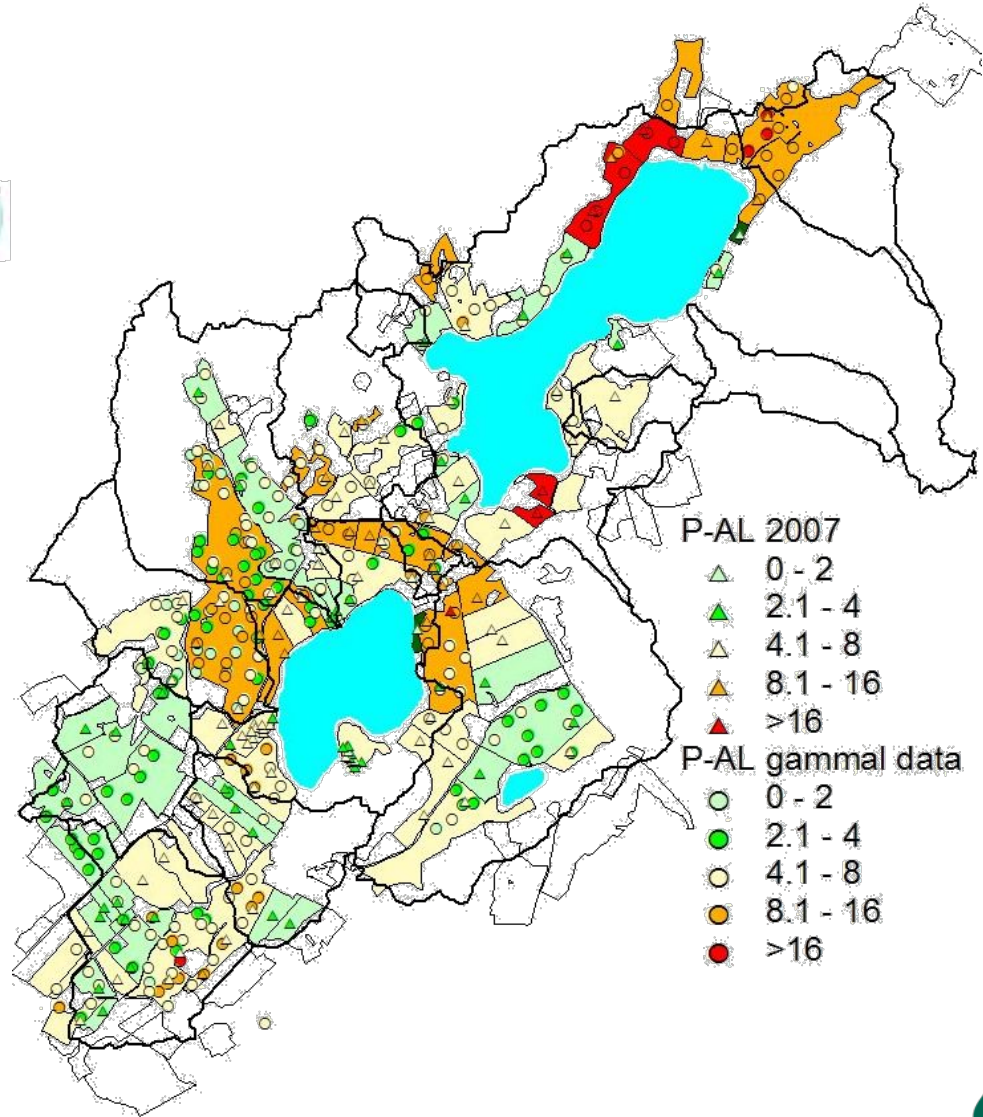 P-AL 2007
0 - 2
2.1 - 4
4.1 - 8
8.1 - 16
>16
P-AL gammal data
0 - 2
2.1 - 4
4.1 - 8
8.1 - 16
>16